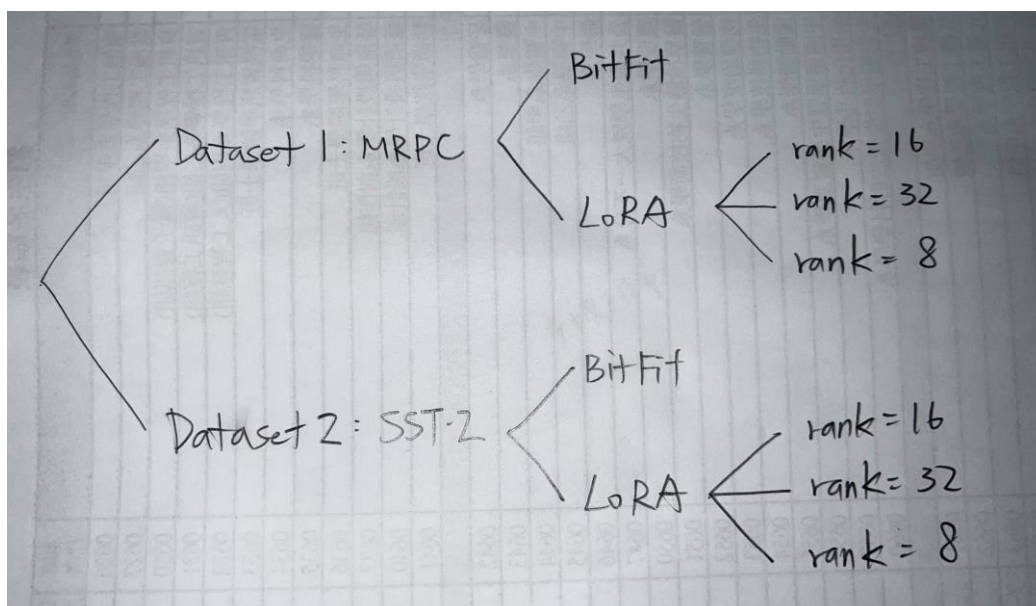 BitFit
Dataset 1: MRPC
rank = 16
LoRA
rank = 32
rank = 8
BitFit
Dataset 2: SST-2
rank = 16
LoRA
rank = 32
rank = 8